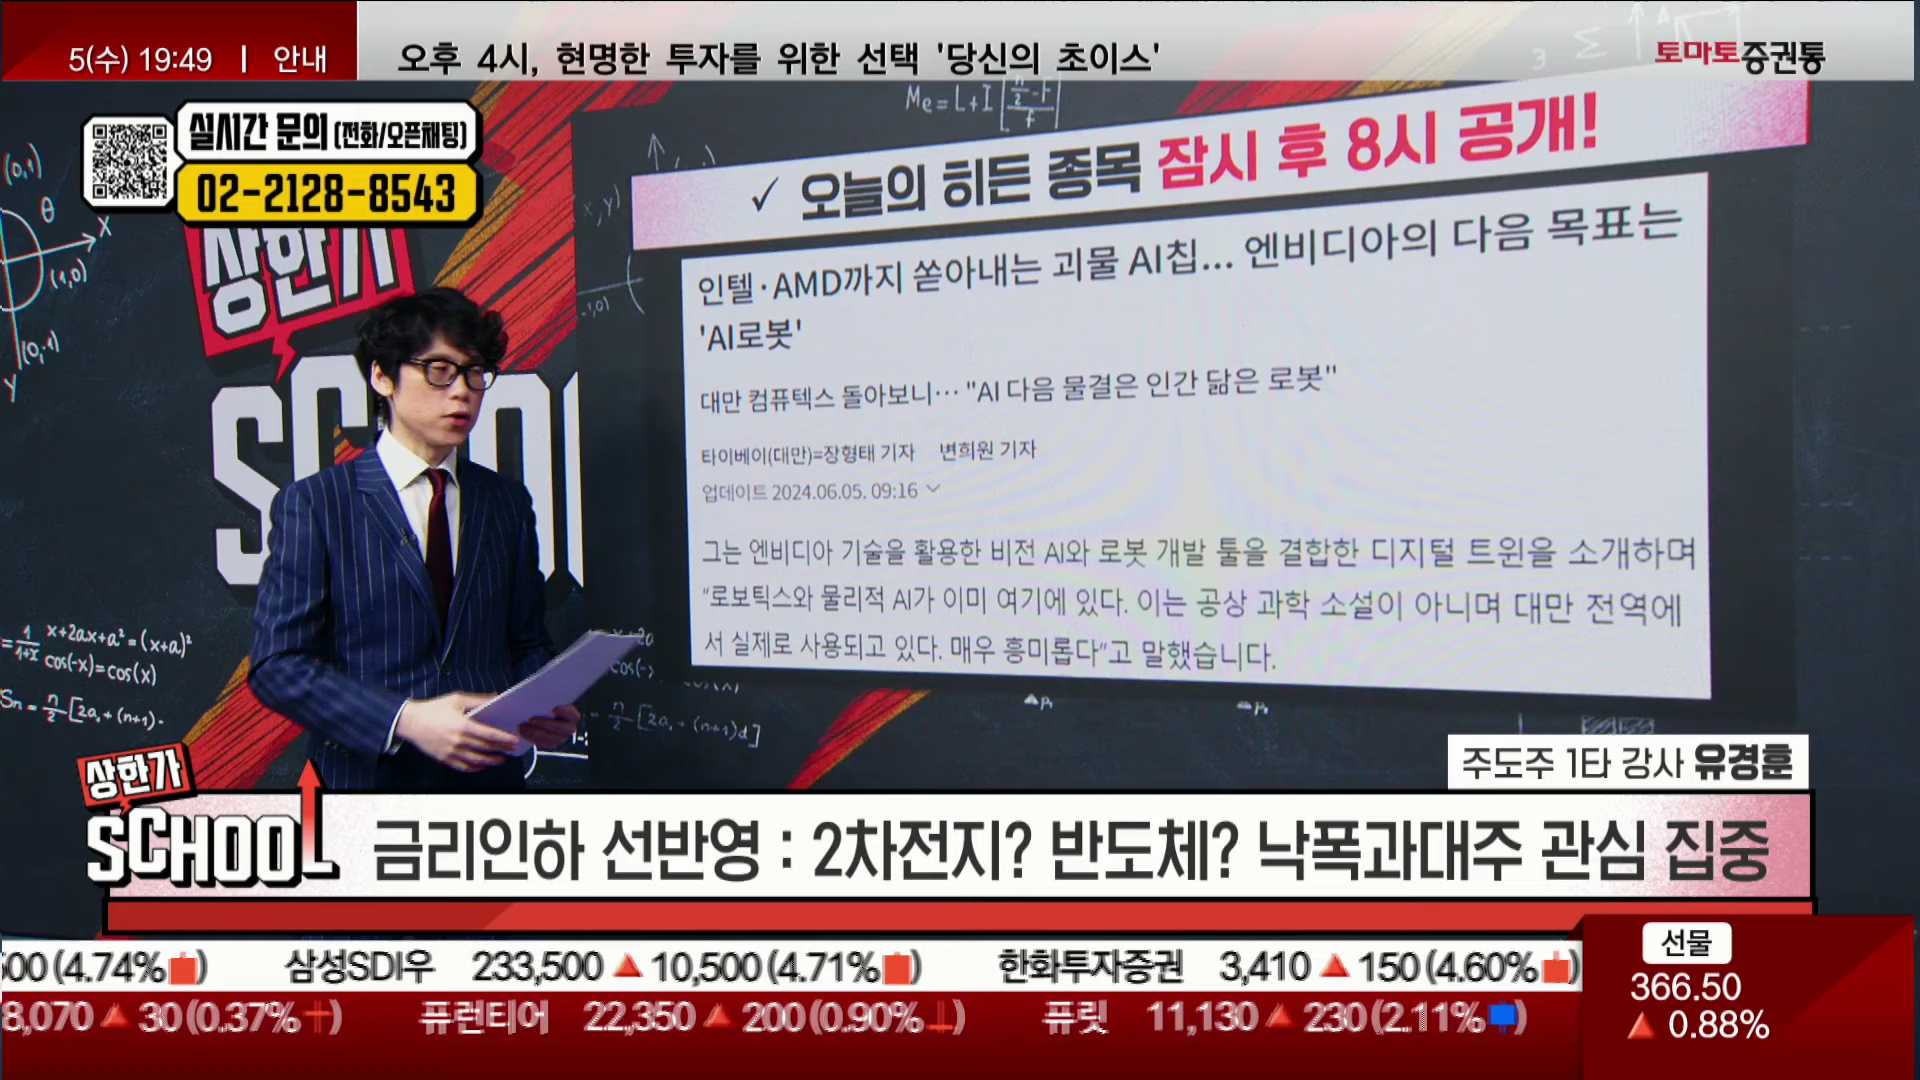 5(수) 19:49 | 안내
오후 4시, 현명한 투자를 위한 선택 '당신의 초이스'
토마토증권통
실시간 문의 (전화/오픈채팅)
02-2128-8543
✓ 오늘의 히든 종목 잠시 후 8시 공개!
인텔·AMD까지 쏟아내는 괴물 AI칩... 엔비디아의 다음 목표는
'AI로봇'
대만 컴퓨텍스 돌아보니… "AI 다음 물결은 인간 닮은 로봇"
타이베이(대만)=장형태 기자 변희원 기자
업데이트 2024.06.05. 09:16
그는 엔비디아 기술을 활용한 비전 AI와 로봇 개발 툴을 결합한 디지털 트윈을 소개하며
"로보틱스와 물리적 AI가 이미 여기에 있다. 이는 공상 과학 소설이 아니며 대만 전역에
서 실제로 사용되고 있다. 매우 흥미롭다"고 말했습니다.
상한가
SCHOOL
(0,1)
θ
x
(1,0)
(0,-1)
y
x+2ax+a²=(x+a)²
cos(-x)=cos(x)
주도주 1타 강사 유경훈
상한가
SCHOOL
금리인하 선반영 : 2차전지? 반도체? 낙폭과대주 관심 집중
00 (4.74%) 삼성SDI우 233,500 ▲ 10,500 (4.71%) 한화투자증권 3,410 ▲ 150 (4.60%)
8,070 ▲ 30 (0.37%) 퓨런티어 22,350 ▲ 200 (0.90%) 퓨릿 11,130 ▲ 230 (2.11%)
선물
366.50
▲ 0.88%